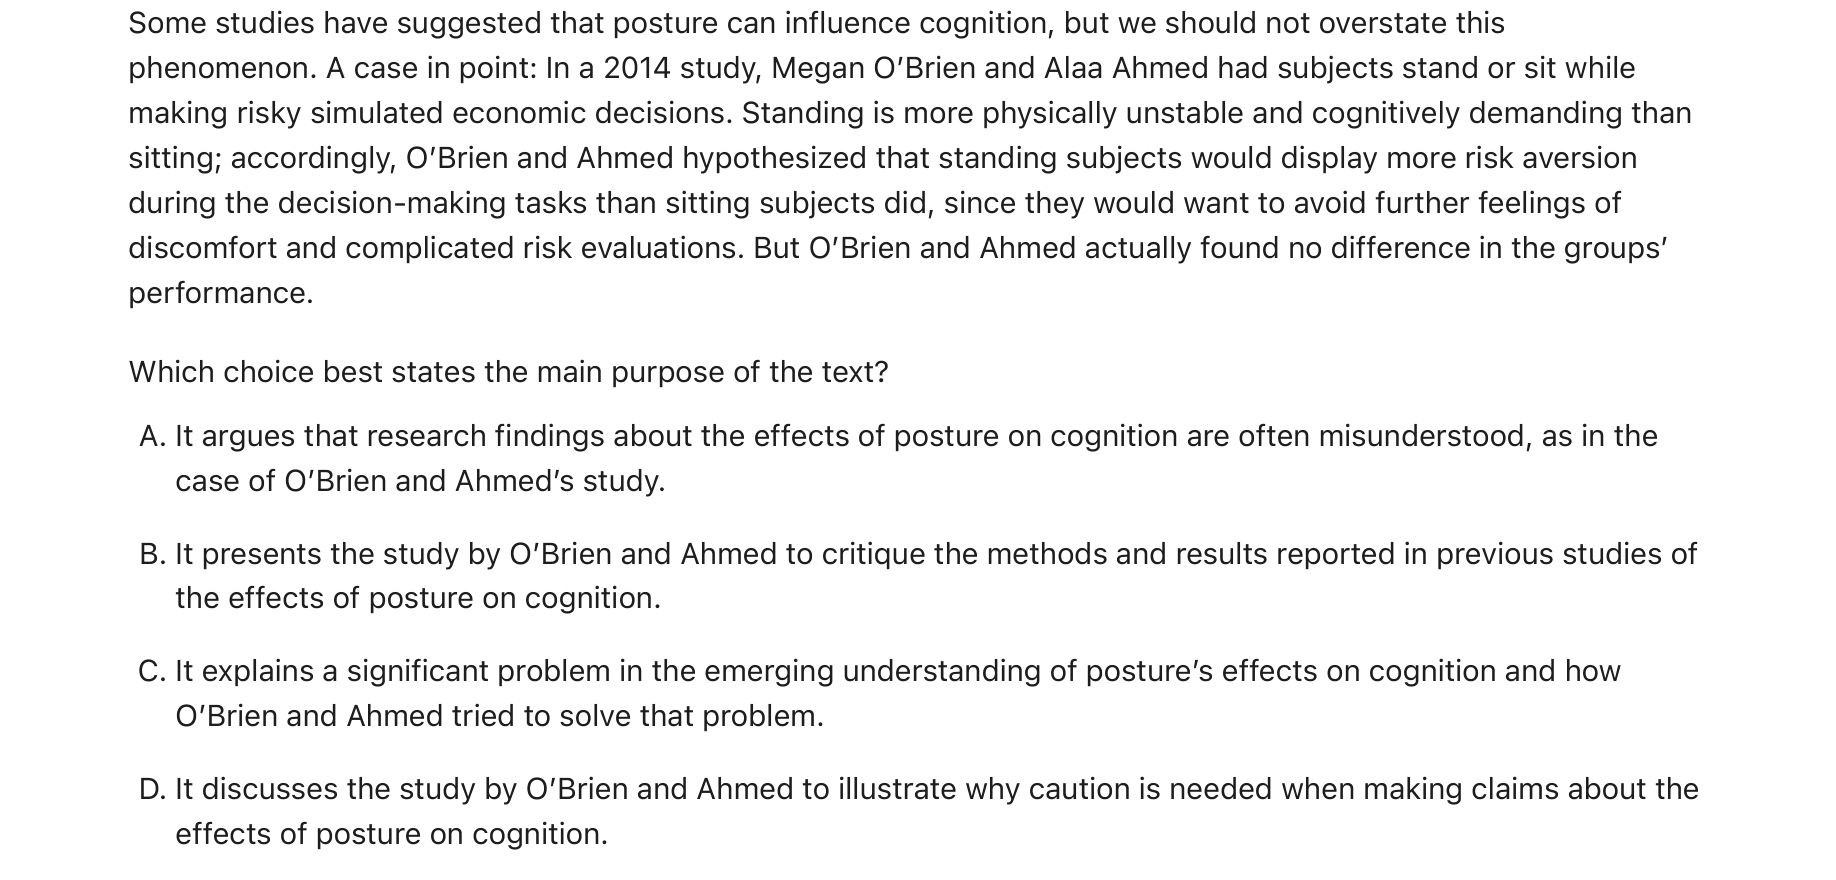 Some studies have suggested that posture can influence cognition, but we should not overstate this
phenomenon. A case in point: In a 2014 study, Megan O’Brien and Alaa Ahmed had subjects stand or sit while
making risky simulated economic decisions. Standing is more physically unstable and cognitively demanding than
sitting; accordingly, O’Brien and Ahmed hypothesized that standing subjects would display more risk aversion
during the decision-making tasks than sitting subjects did, since they would want to avoid further feelings of
discomfort and complicated risk evaluations. But O’Brien and Ahmed actually found no difference in the groups’
performance.
Which choice best states the main purpose of the text?
A. It argues that research findings about the effects of posture on cognition are often misunderstood, as in the
case of O’Brien and Ahmed’s study.
B. It presents the study by O’Brien and Ahmed to critique the methods and results reported in previous studies of
the effects of posture on cognition.
C. It explains a significant problem in the emerging understanding of posture’s effects on cognition and how
O’Brien and Ahmed tried to solve that problem.
D. It discusses the study by O’Brien and Ahmed to illustrate why caution is needed when making claims about the
effects of posture on cognition.